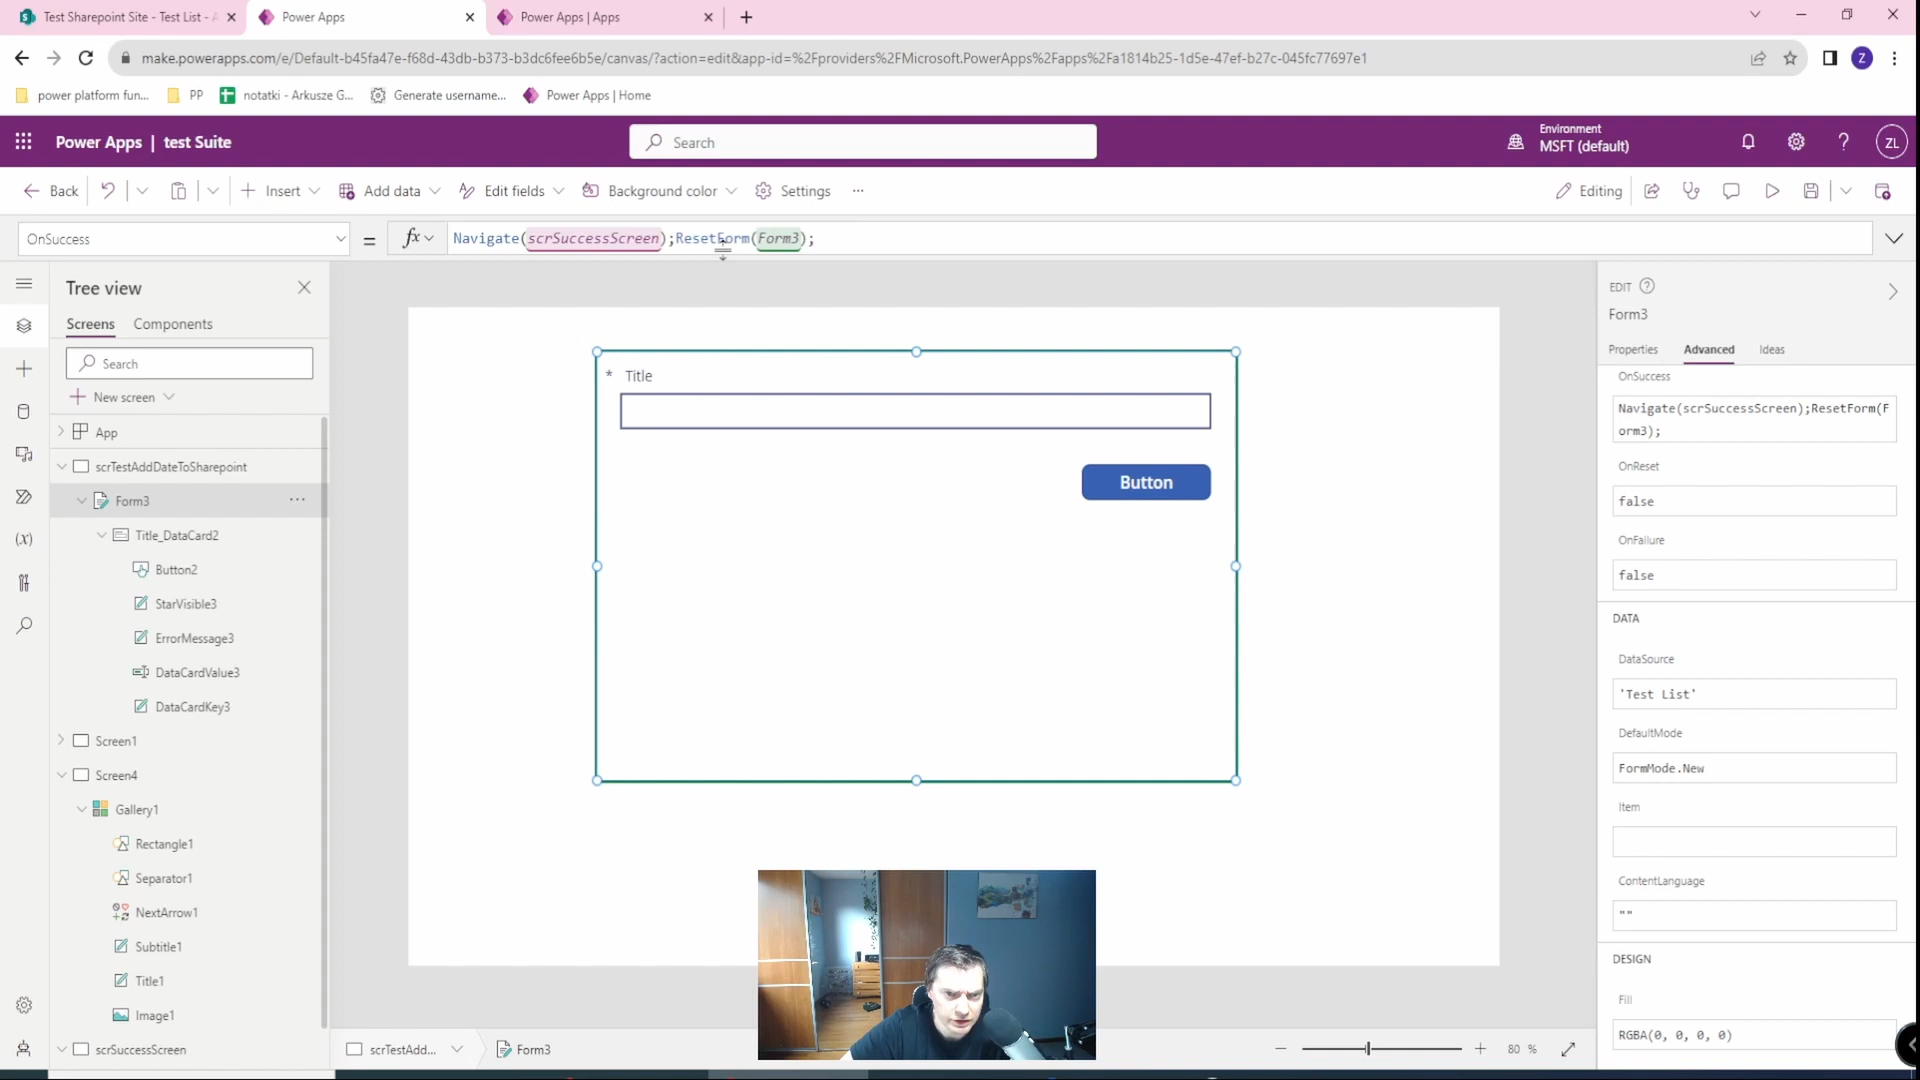 Test Sharepoint Site - Test List - A
Power Apps
Power Apps | Apps
make.powerapps.com/e/Default-b45fa47e-f68d-43db-b373-b3dc6fee6b5e/canvas/?action=edit&app-id=%2Fproviders%2FMicrosoft.PowerApps%2Fapps%2Fa1814b25-1d5e-47ef-b27c-045fc77697e1
Z
power platform fun...
PP
notatki - Arkusze G...
Generate username...
Power Apps | Home
Power Apps | test Suite
Search
Environment
MSFT (default)
ZL
Back
Insert
Add data
Edit fields
Background color
Settings
Editing
OnSuccess
= fx
Navigate(scrSuccessScreen);ResetForm(Form3);
Tree view
Screens
Components
Search
New screen
App
scrTestAddDateToSharepoint
Form3
Title_DataCard2
Button2
StarVisible3
ErrorMessage3
DataCardValue3
DataCardKey3
Screen1
Screen4
Gallery1
Rectangle1
Separator1
NextArrow1
Subtitle1
Title1
Image1
scrSuccessScreen
* Title
Button
scrTestAdd...
Form3
80 %
EDIT
Form3
Properties
Advanced
Ideas
OnSuccess
Navigate(scrSuccessScreen);ResetForm(F
orm3);
OnReset
false
OnFailure
false
DATA
DataSource
'Test List'
DefaultMode
FormMode.New
Item
ContentLanguage
""
DESIGN
Fill
RGBA(0, 0, 0, 0)